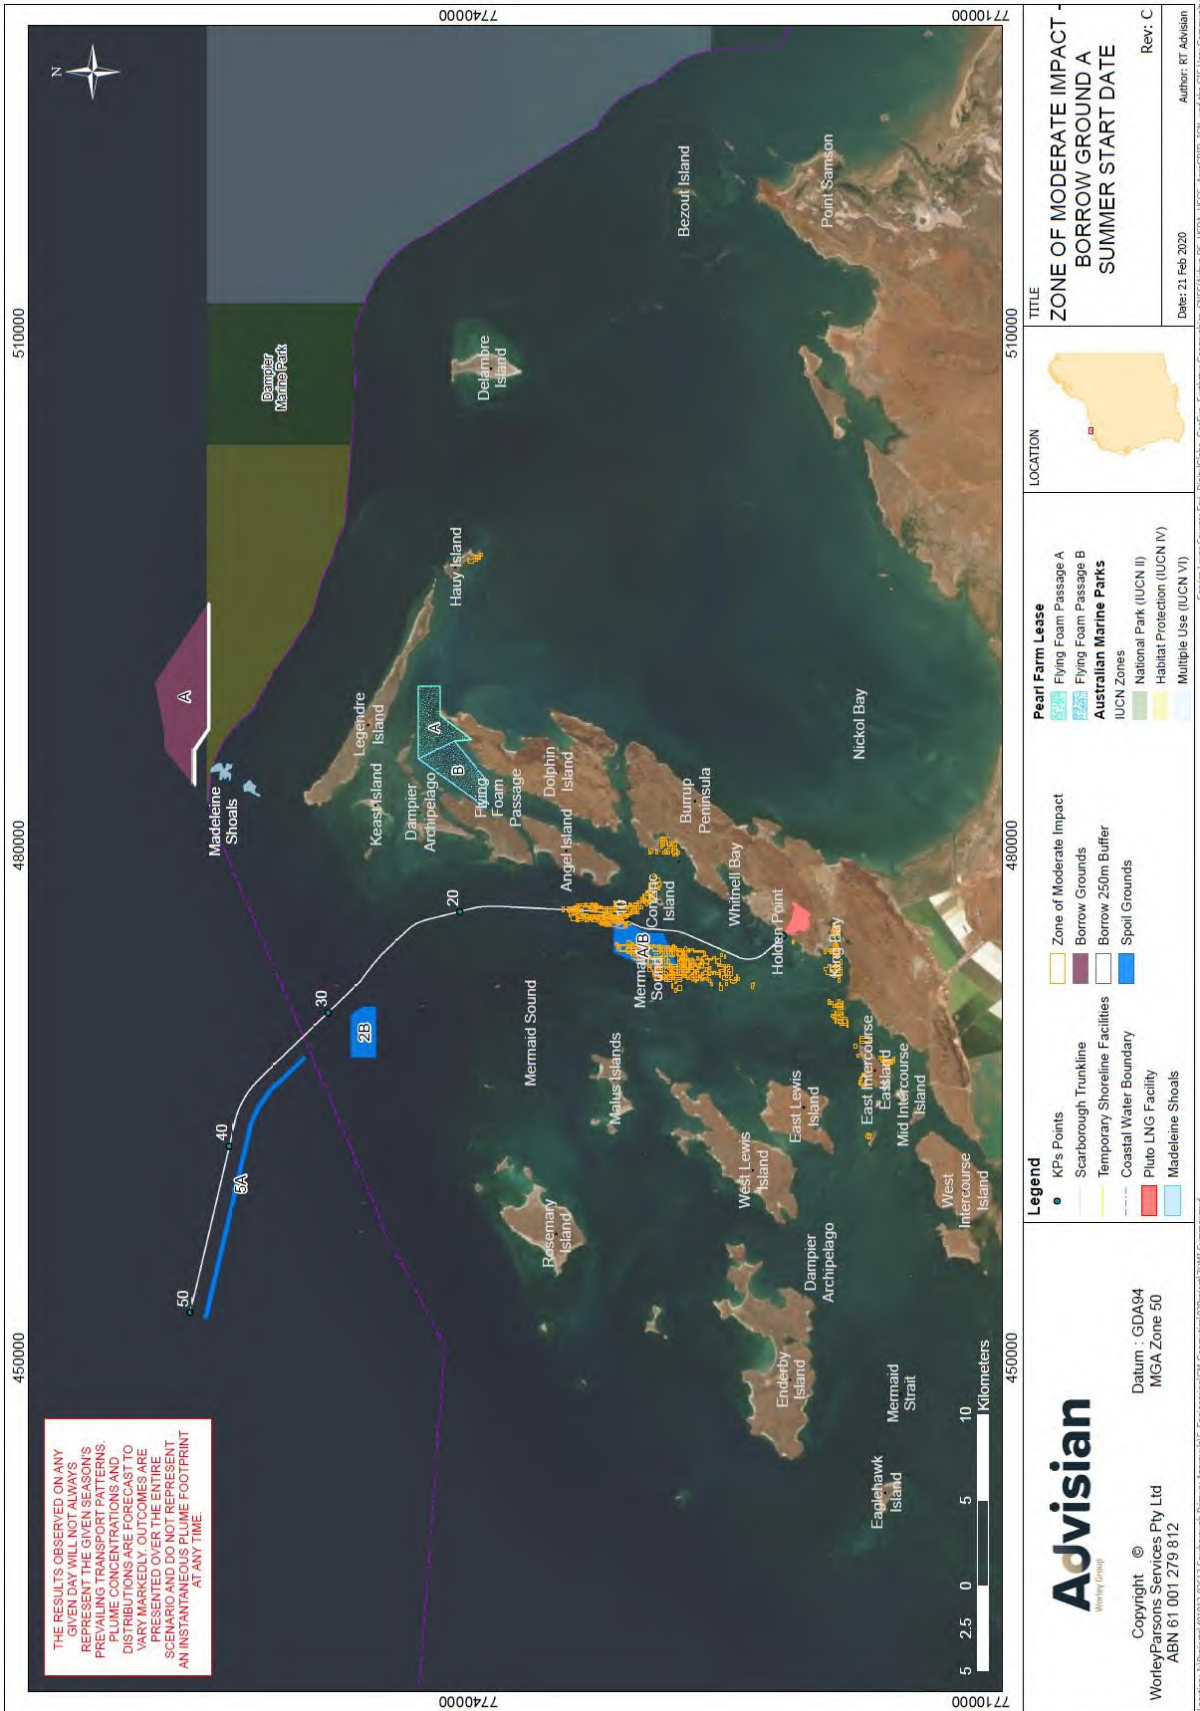 THE RESULTS OBSERVED ON ANY
GIVEN DAY WILL NOT ALWAYS
REPRESENT THE GIVEN SEASON'S
PREVAILING TRANSPORT PATTERNS.
PLUME CONCENTRATIONS AND
DISTRIBUTIONS ARE FORECAST TO
VARY MARKEDLY. OUTCOMES ARE
PRESENTED OVER THE ENTIRE
SCENARIO AND DO NOT REPRESENT
AN INSTANTANEOUS PLUME FOOTPRINT
AT ANY TIME.
450000
480000
510000
7740000
7710000
N
50
5A
40
30
2B
20
10
A/B
Madeleine
Shoals
A
Dampier
Marine Park
Legendre
Island
Keast Island
Hauy Island
Delambre
Island
Bezout Island
Point Samson
Dampier
Archipelago
A
B
Flying
Foam
Passage
Dolphin
Island
Angel Island
Burrup
Peninsula
Nickol Bay
Conzinc
Island
Whitnell Bay
Holden Point
King Bay
Mermaid
Sound
Mermaid Sound
Malus Islands
Rosemary
Island
West Lewis
Island
East Lewis
Island
East Intercourse
Island
Mid Intercourse
Island
West
Intercourse
Island
Dampier
Archipelago
Enderby
Island
Mermaid
Strait
Eaglehawk
Island
5 2.5 0 5 10
Kilometers
7740000
7710000
450000
480000
510000
Advisian
Worley Group
Copyright ©
WorleyParsons Services Pty Ltd
ABN 61 001 279 812
Datum : GDA94
MGA Zone 50
Legend
KPs Points
Scarborough Trunkline
Temporary Shoreline Facilities
Coastal Water Boundary
Pluto LNG Facility
Madeleine Shoals
Zone of Moderate Impact
Borrow Grounds
Borrow 250m Buffer
Spoil Grounds
Pearl Farm Lease
Flying Foam Passage A
Flying Foam Passage B
Australian Marine Parks
IUCN Zones
National Park (IUCN II)
Habitat Protection (IUCN IV)
Multiple Use (IUCN VI)
LOCATION
TITLE
ZONE OF MODERATE IMPACT -
BORROW GROUND A
SUMMER START DATE
Rev: C
Date: 21 Feb 2020
Author: RT Advisian